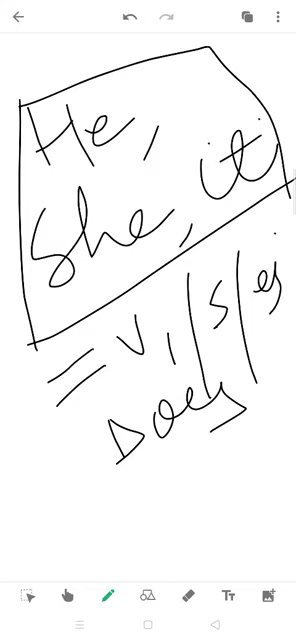 He,
She, it
= V1/s/es
Does